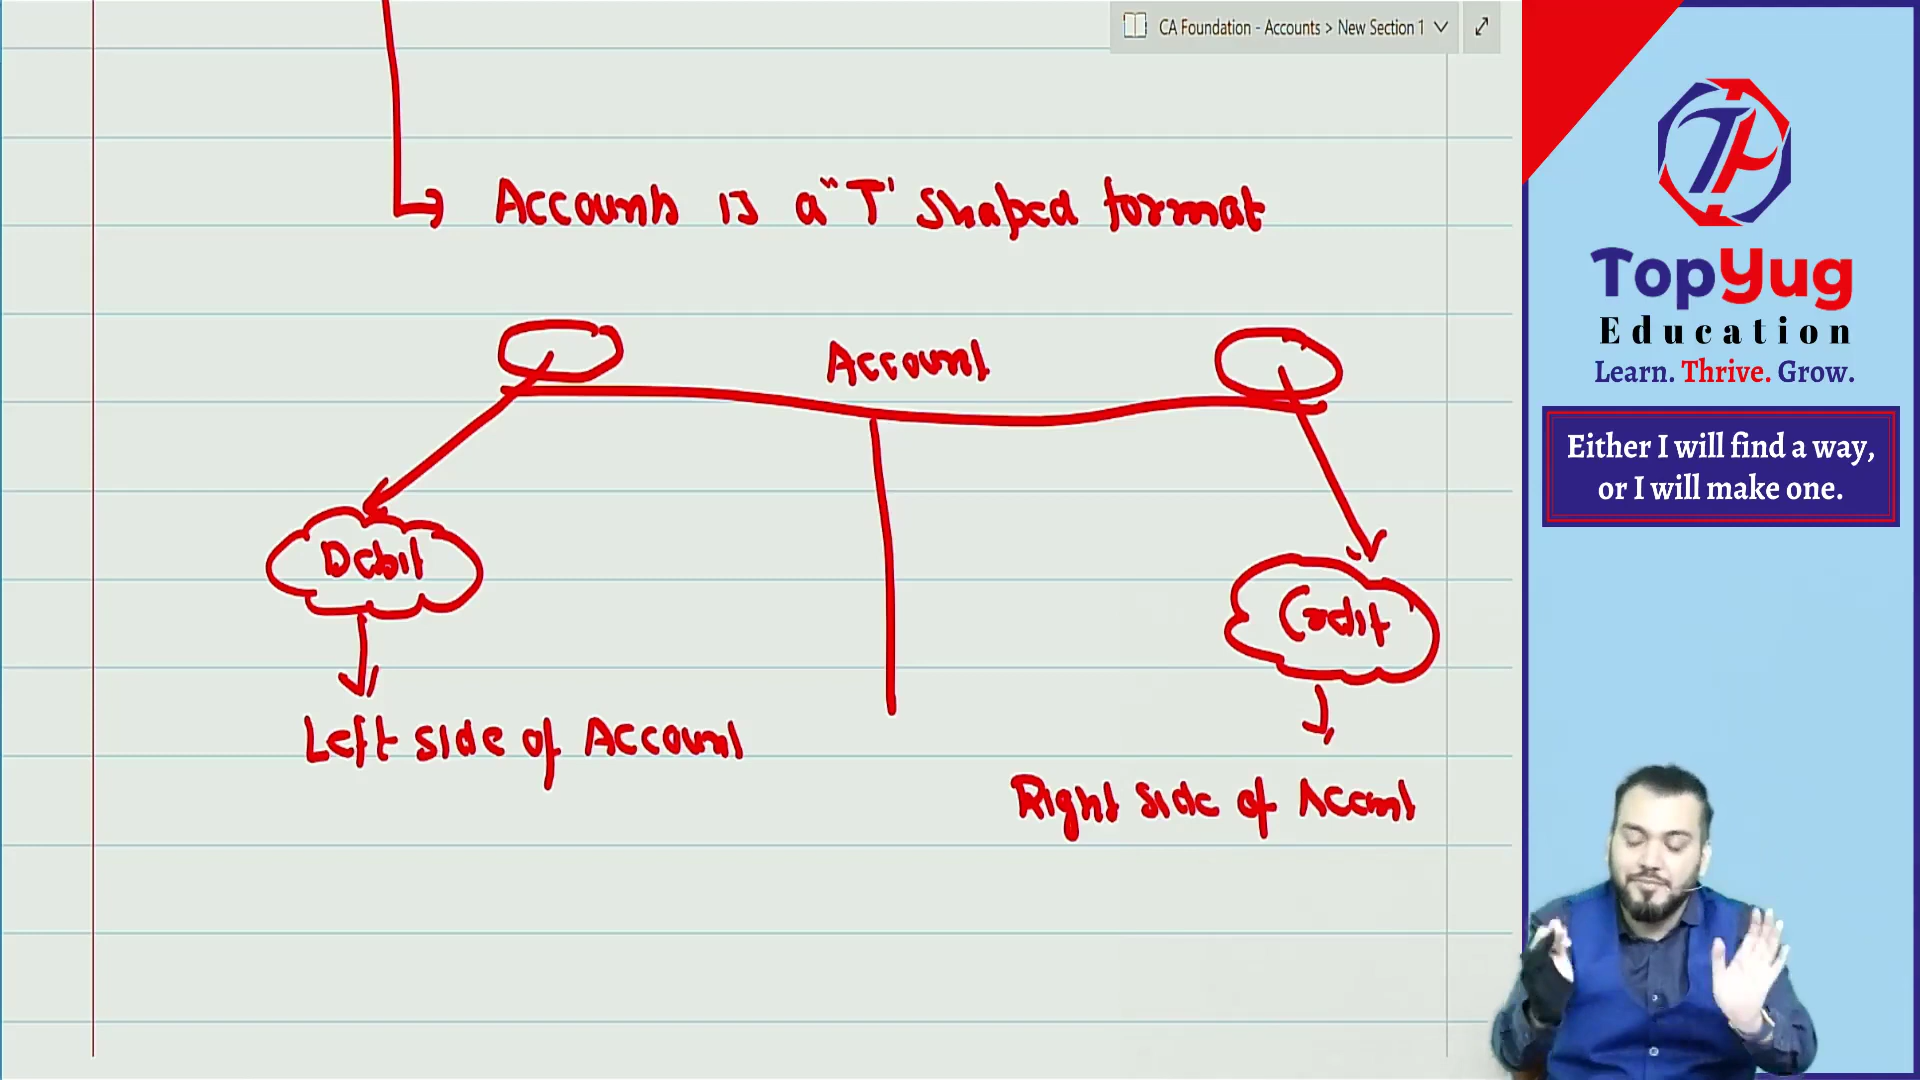 CA Foundation - Accounts > New Section 1
Accounts is a "T' shaped format
Account
Debit
Credit
Left side of Account
Right side of Account
TopYug
Education
Learn. Thrive. Grow.
Either I will find a way,
or I will make one.